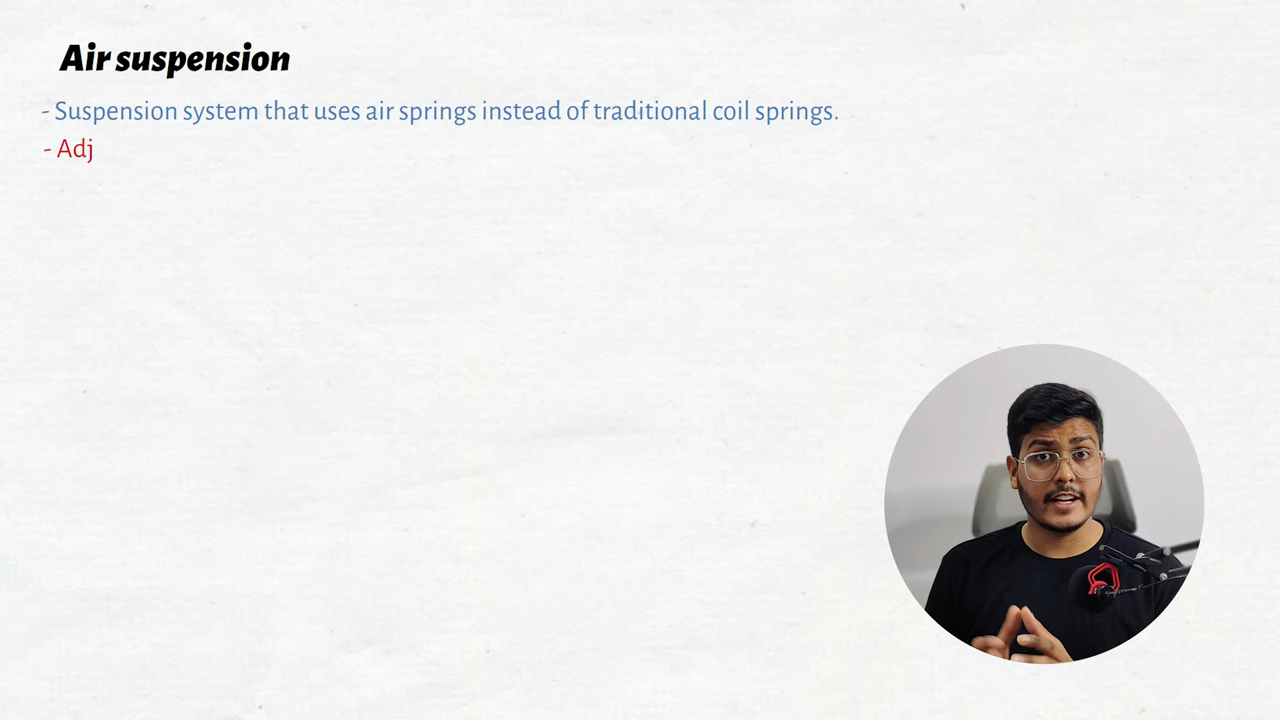 Air suspension
- Suspension system that uses air springs instead of traditional coil springs.
- Adj